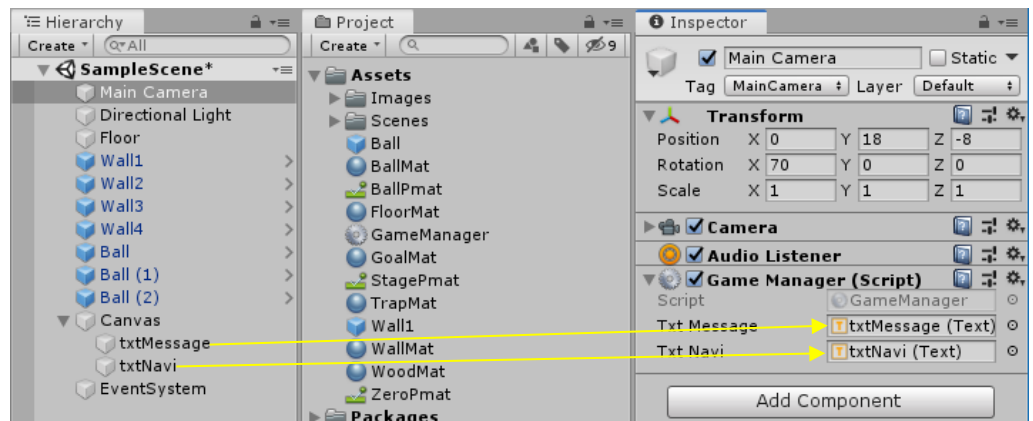 Hierarchy
Create
All
SampleScene*
Main Camera
Directional Light
Floor
Wall1
Wall2
Wall3
Wall4
Ball
Ball (1)
Ball (2)
Canvas
txtMessage
txtNavi
EventSystem
Project
Create
9
Assets
Images
Scenes
Ball
BallMat
BallPmat
FloorMat
GameManager
GoalMat
StagePmat
TrapMat
Wall1
WallMat
WoodMat
ZeroPmat
Packages
Inspector
Main Camera Static
Tag MainCamera Layer Default
Transform
Position X 0 Y 18 Z -8
Rotation X 70 Y 0 Z 0
Scale X 1 Y 1 Z 1
Camera
Audio Listener
Game Manager (Script)
Script GameManager
Txt Message txtMessage (Text)
Txt Navi txtNavi (Text)
Add Component